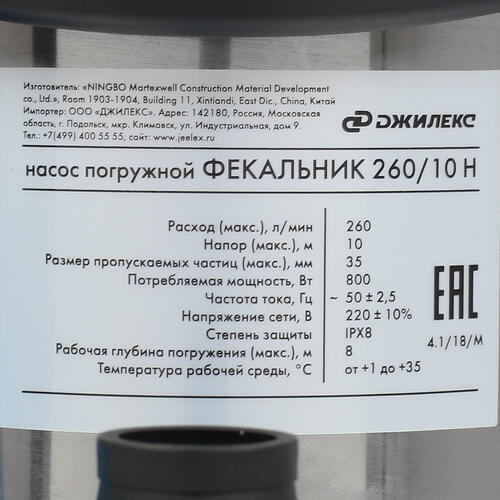 Изготовитель: «NINGBO Martexwell Construction Material Development
co., Ltd.», Room 1903-1904, Building 11, Xintiandi, East Dic., China, Китай
Импортер: ООО «ДЖИЛЕКС». Адрес: 142180, Россия, Московская
область, г. Подольск, мкр. Климовск, ул. Индустриальная, дом 9.
Тел.:+7(499) 400 55 55, сайт: www.jeelex.ru
ДЖИЛЕКС
насос погружной ФЕКАЛЬНИК 260/10 Н
Расход (макс.), л/мин 260
Напор (макс.), м 10
Размер пропускаемых частиц (макс.), мм 35
Потребляемая мощность, Вт 800
Частота тока, Гц ~ 50 ± 2,5
Напряжение сети, В 220 ± 10%
Степень защиты IPX8
Рабочая глубина погружения (макс.), м 8
Температура рабочей среды, °С от +1 до +35
ЕАС
4.1/18/М